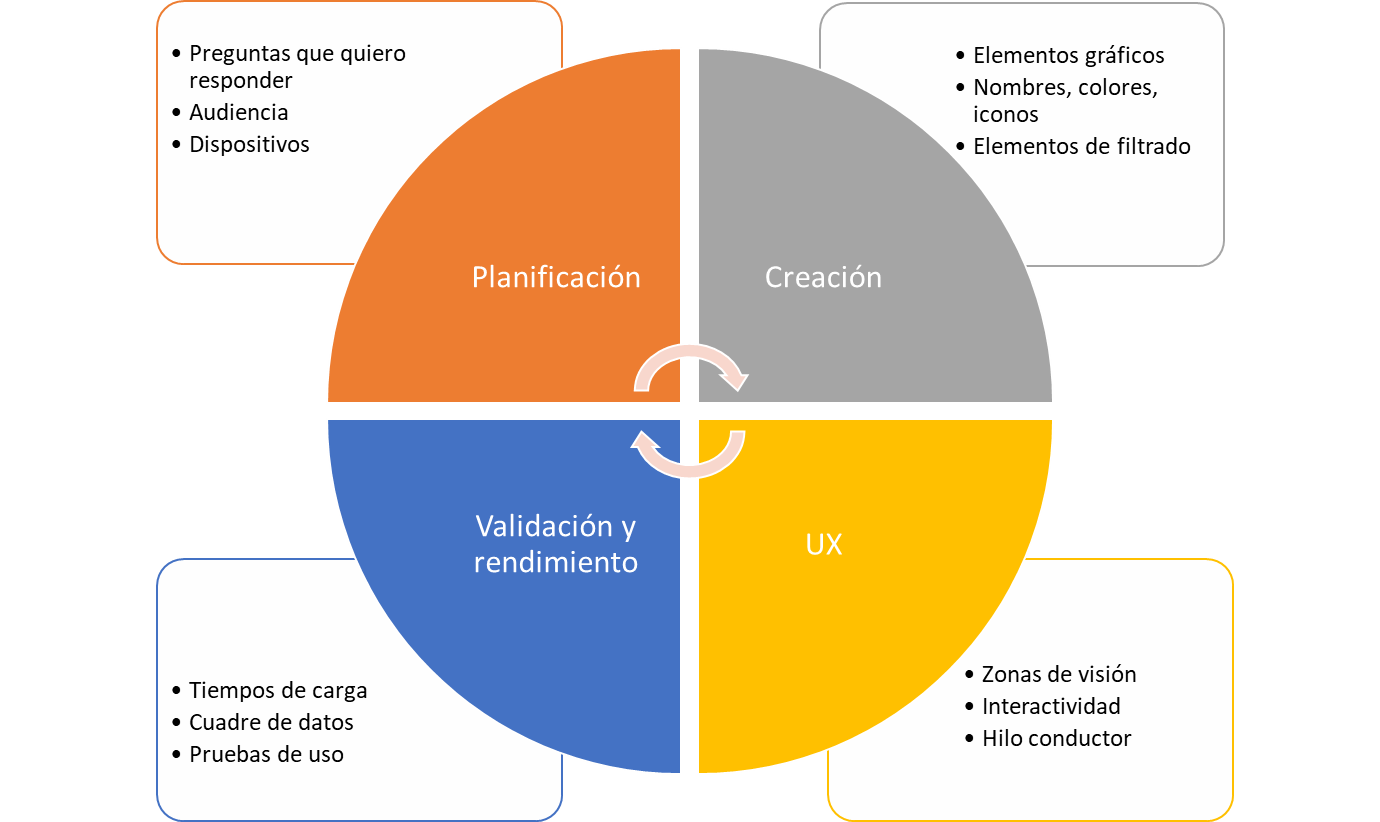 • Preguntas que quiero
responder
• Audiencia
• Dispositivos
• Elementos gráficos
• Nombres, colores,
iconos
• Elementos de filtrado
Planificación
Creación
Validación y
rendimiento
UX
• Tiempos de carga
• Cuadre de datos
• Pruebas de uso
• Zonas de visión
• Interactividad
• Hilo conductor